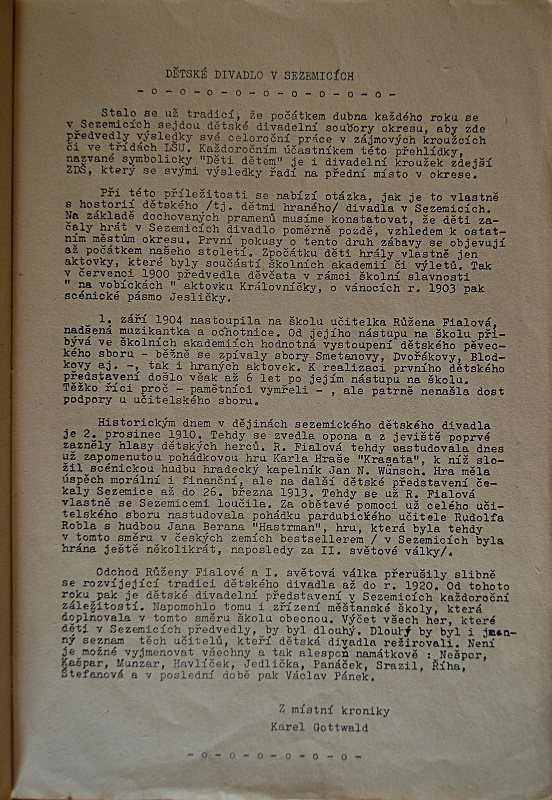 DĚTSKÉ DIVADLO V SEZEMICÍCH
- o - o - o - o - o - o - o - o - o -
Stalo se už tradicí, že počátkem dubna každého roku se
v Sezemicích sejdou dětské divadelní soubory okresu, aby zde
předvedly výsledky své celoroční práce v zájmových kroužcích
či ve třídách LŠU. Každoročním účastníkem této přehlídky,
nazvané symbolicky "Děti dětem" je i divadelní kroužek zdejší
ZDŠ, který se svými výsledky řadí na přední místo v okrese.
Při této příležitosti se nabízí otázka, jak je to vlastně
s hostorií dětského /tj. dětmi hraného/ divadla v Sezemicích.
Na základě dochovaných pramenů musíme konstatovat, že děti za-
čaly hrát v Sezemicích divadlo poměrně pozdě, vzhledem k ostat-
ním městům okresu. První pokusy o tento druh zábavy se objevují
až počátkem našeho století. Zpočátku děti hrály vlastně jen
aktovky, které byly součástí školních akademií či výletů. Tak
v červenci 1900 předvedla děvčata v rámci školní slavnosti
" na vobickách " aktovku Královničky, o vánocích r. 1903 pak
scénické pásmo Jesličky.
1. září 1904 nastoupila na školu učitelka Růžena Fialová,
nadšená muzikantka a ochotnice. Od jejího nástupu na školu při-
bývá ve školních akademiích hodnotná vystoupení dětského pěvec-
kého sboru - běžně se zpívaly sbory Smetanovy, Dvořákovy, Blod-
kovy aj. -, tak i hraných aktovek. K realizaci prvního dětského
představení došlo však až 6 let po jejím nástupu na školu.
Těžko říci proč - pamětníci vymřeli - , ale patrně nenašla dost
podpory u učitelského sboru.
Historickým dnem v dějinách sezemického dětského divadla
je 2. prosinec 1910. Tehdy se zvedla opona a z jeviště poprvé
zazněly hlasy dětských herců. R. Fialová tehdy nastudovala dnes
už zapomenutou pohádkovou hru Karla Hraše "Krasata", k níž slo-
žil scénickou hudbu hradecký kapelník Jan N. Wünsch. Hra měla
úspěch morální i finanční, ale na další dětské představení če-
kaly Sezemice až do 26. března 1913. Tehdy se už R. Fialová
vlastně se Sezemicemi loučila. Za obětavé pomoci už celého uči-
telského sboru nastudovala pohádku pardubického učitele Rudolfa
Robla s hudbou Jana Berana "Hastrman", hru, která byla tehdy
v tomto směru v českých zemích bestsellerem / v Sezemicích byla
hrána ještě několikrát, naposledy za II. světové války/.
Odchod Růženy Fialové a I. světová válka přerušily slibně
se rozvíjející tradici dětského divadla až do r. 1920. Od tohoto
roku pak je dětské divadelní představení v Sezemicích každoroční
záležitostí. Napomohlo tomu i zřízení měšťanské školy, která
doplnovala v tomto směru školu obecnou. Výčet všech her, které
děti v Sezemicích předvedly, by byl dlouhý. Dlouhý by byl i jmen-
ný seznam těch učitelů, kteří dětská divadla režírovali. Není
je možné vyjmenovat všechny a tak alespoň namátkově : Nešpor,
Kašpar, Munzar, Havlíček, Jedlička, Panáček, Srazil, Říha,
Štefanová a v poslední době pak Václav Pánek.
Z místní kroniky
Karel Gottwald
- o - o - o - o - o - o - o -